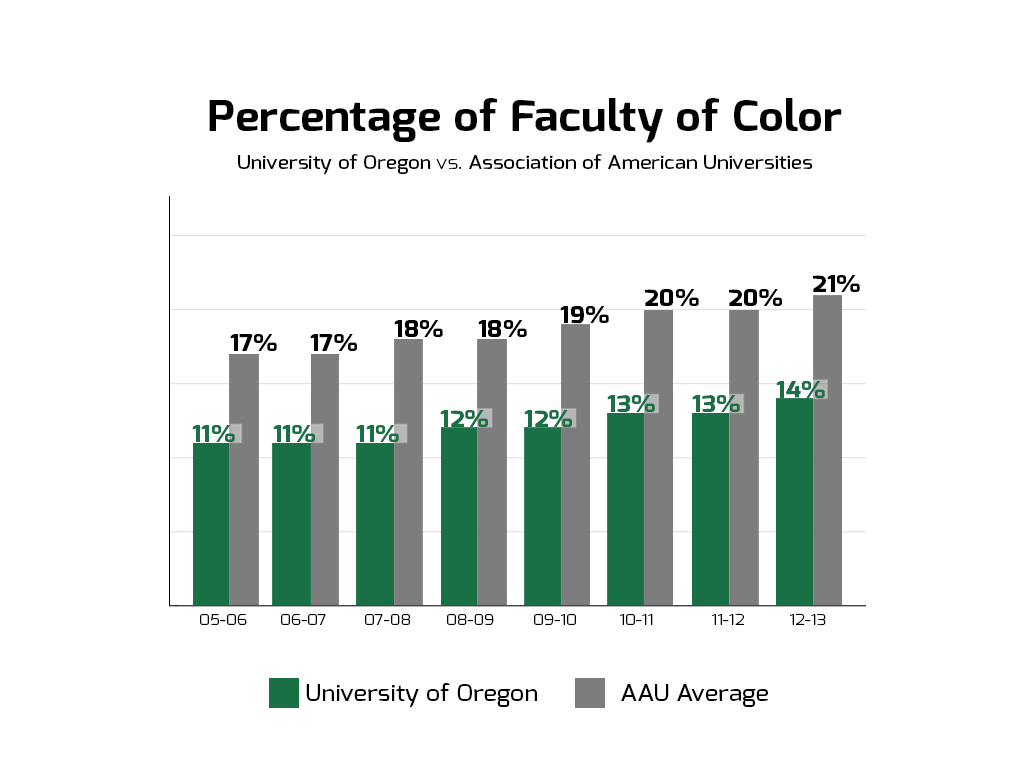 Percentage of Faculty of Color
University of Oregon vs. Association of American Universities
11% 17% 11% 17% 11% 18% 12% 18% 12% 19% 13% 20% 13% 20% 14% 21%
05-06 06-07 07-08 08-09 09-10 10-11 11-12 12-13
University of Oregon AAU Average